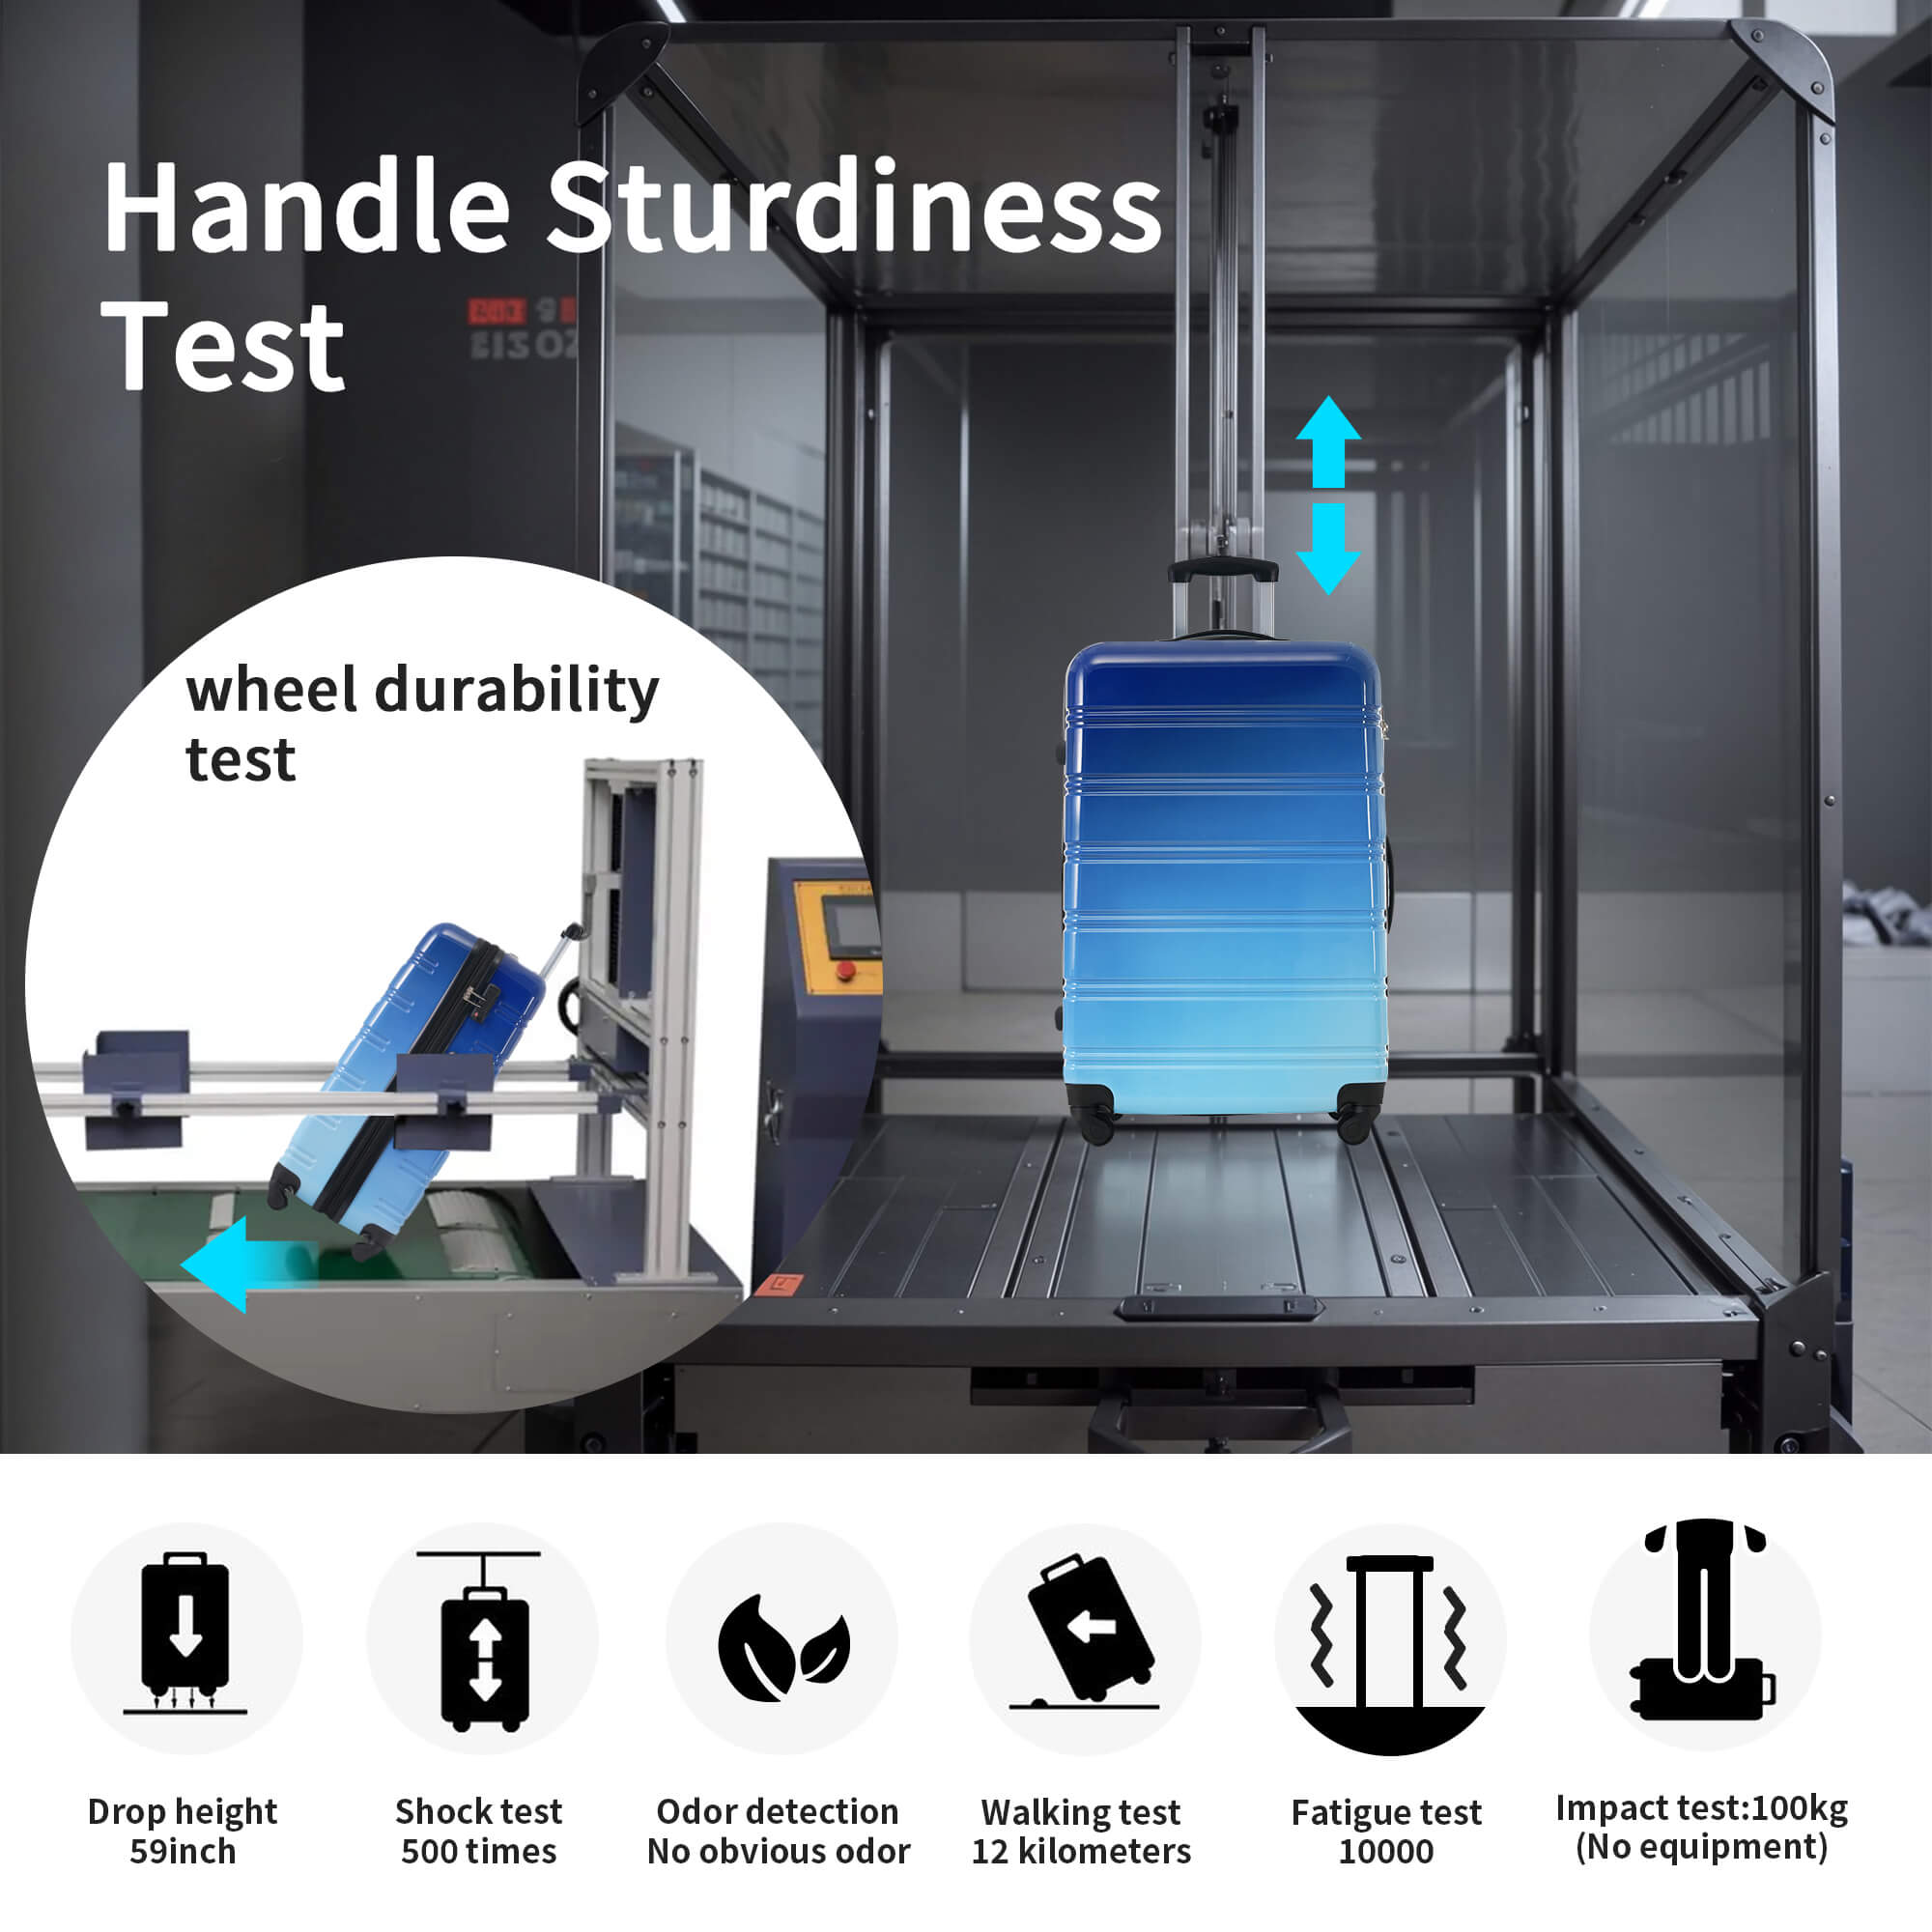 Handle Sturdiness
Test
wheel durability
test
Drop height
59inch
Shock test
500 times
Odor detection
No obvious odor
Walking test
12 kilometers
Fatigue test
10000
Impact test:100kg
(No equipment)